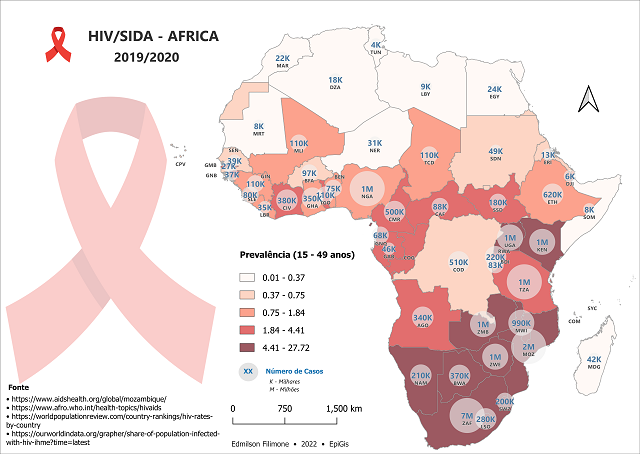 HIV/SIDA - AFRICA
2019/2020
4K
TUN
22K
MAR
18K
DZA
9K
LBY
24K
EGY
8K
MRT
110K
MLI
31K
NER
110K
TCD
49K
SDN
13K
ERI
CPV
SEN
39K
GMB
27K
GNB
37K
GIN
110K
80K
SLE
35K
LBR
380K
CIV
97K
BFA
350K
GHA
110K
TGO
75K
BEN
1M
NGA
500K
CMR
88K
CAF
180K
SSD
6K
DJI
620K
ETH
8K
SOM
68K
GNQ
46K
GAB
COG
510K
COD
1M
UGA
1M
KEN
RWA
220K
83K
BDI
1M
TZA
SYC
COM
340K
AGO
1M
ZMB
990K
MWI
2M
MOZ
1M
ZWE
42K
MDG
210K
NAM
370K
BWA
200K
SWZ
7M
ZAF
280K
LSO
Prevalência (15 - 49 anos)
0.01 - 0.37
0.37 - 0.75
0.75 - 1.84
1.84 - 4.41
4.41 - 27.72
XX Número de Casos
K - Milhares
M - Milhões
0 750 1,500 km
Edmilson Filimone • 2022 • EpiGis
Fonte
• https://www.aidshealth.org/global/mozambique/
• https://www.afro.who.int/health-topics/hivaids
• https://worldpopulationreview.com/country-rankings/hiv-rates-
by-country
• https://ourworldindata.org/grapher/share-of-population-infected-
with-hiv-ihme?time=latest